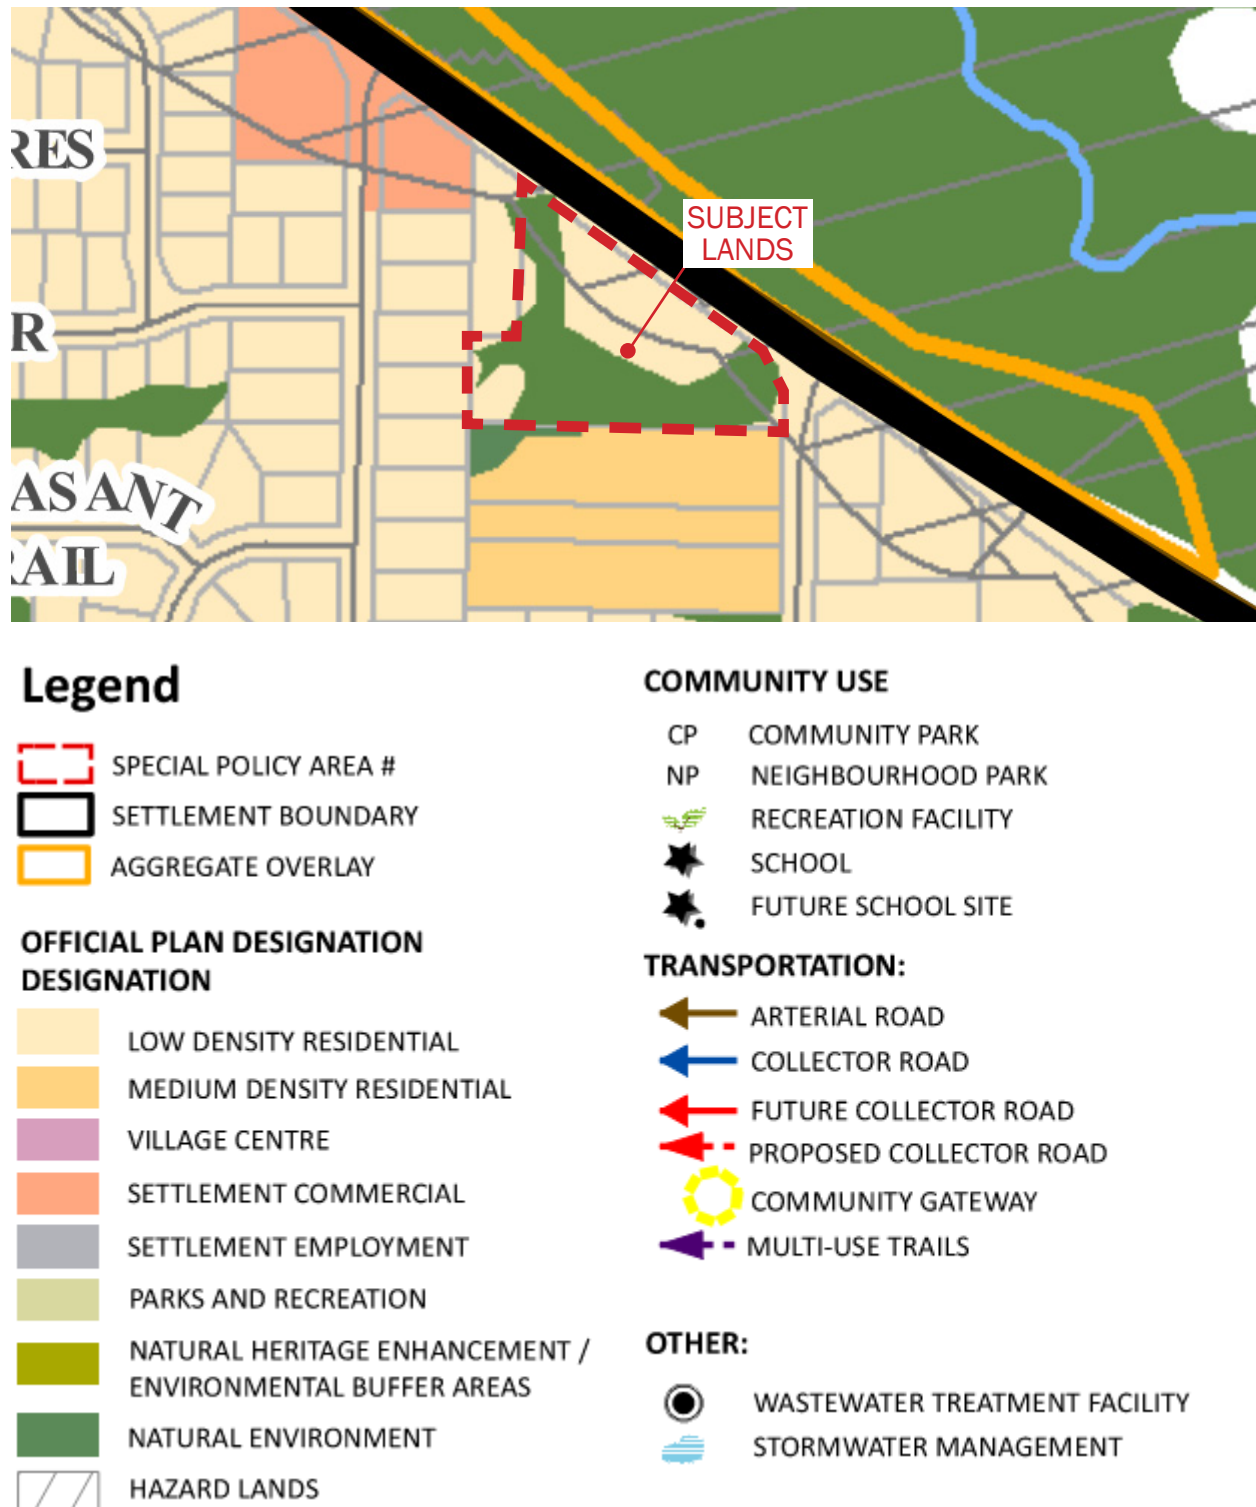 RES
SUBJECT
LANDS
R
ASANT
RAIL
Legend
SPECIAL POLICY AREA #
SETTLEMENT BOUNDARY
AGGREGATE OVERLAY
OFFICIAL PLAN DESIGNATION
DESIGNATION
LOW DENSITY RESIDENTIAL
MEDIUM DENSITY RESIDENTIAL
VILLAGE CENTRE
SETTLEMENT COMMERCIAL
SETTLEMENT EMPLOYMENT
PARKS AND RECREATION
NATURAL HERITAGE ENHANCEMENT /
ENVIRONMENTAL BUFFER AREAS
NATURAL ENVIRONMENT
HAZARD LANDS
COMMUNITY USE
CP COMMUNITY PARK
NP NEIGHBOURHOOD PARK
RECREATION FACILITY
SCHOOL
FUTURE SCHOOL SITE
TRANSPORTATION:
ARTERIAL ROAD
COLLECTOR ROAD
FUTURE COLLECTOR ROAD
PROPOSED COLLECTOR ROAD
COMMUNITY GATEWAY
MULTI-USE TRAILS
OTHER:
WASTEWATER TREATMENT FACILITY
STORMWATER MANAGEMENT